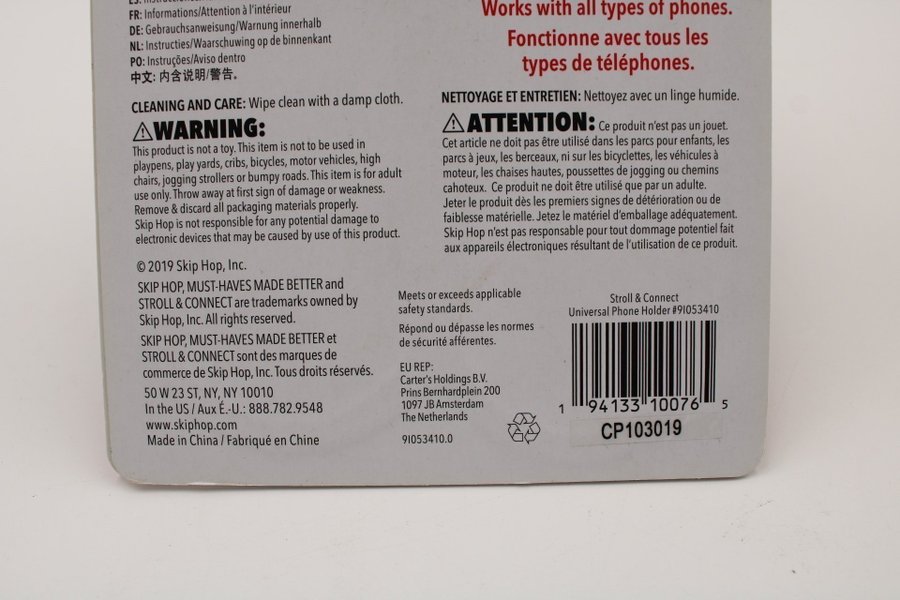 ES: Instruccione
FR: Informations/Attention à l'intérieur
DE: Gebrauchsanweisung/Warnung innerhalb
NL: Instructies/Waarschuwing op de binnenkant
PO: Instruções/Aviso dentro
中文: 内含说明/警告。
CLEANING AND CARE: Wipe clean with a damp cloth.
⚠WARNING:
This product is not a toy. This item is not to be used in
playpens, play yards, cribs, bicycles, motor vehicles, high
chairs, jogging strollers or bumpy roads. This item is for adult
use only. Throw away at first sign of damage or weakness.
Remove & discard all packaging materials properly.
Skip Hop is not responsible for any potential damage to
electronic devices that may be caused by use of this product.
© 2019 Skip Hop, Inc.
SKIP HOP, MUST-HAVES MADE BETTER and
STROLL & CONNECT are trademarks owned by
Skip Hop, Inc. All rights reserved.
SKIP HOP, MUST-HAVES MADE BETTER et
STROLL & CONNECT sont des marques de
commerce de Skip Hop, Inc. Tous droits réservés.
50 W 23 ST, NY, NY 10010
In the US / Aux É.-U.: 888.782.9548
www.skiphop.com
Made in China / Fabriqué en Chine
Works with all types of phones.
Fonctionne avec tous les
types de téléphones.
NETTOYAGE ET ENTRETIEN: Nettoyez avec un linge humide.
⚠ATTENTION: Ce produit n'est pas un jouet.
Cet article ne doit pas être utilisé dans les parcs pour enfants, les
parcs à jeux, les berceaux, ni sur les bicyclettes, les véhicules à
moteur, les chaises hautes, poussettes de jogging ou chemins
cahoteux. Ce produit ne doit être utilisé que par un adulte.
Jeter le produit dès les premiers signes de détérioration ou de
faiblesse matérielle. Jetez le matériel d'emballage adéquatement.
Skip Hop n'est pas responsible pour tout dommage potentiel fait
aux appareils électroniques résultant de l'utilisation de ce produit.
Meets or exceeds applicable
safety standards.
Répond ou dépasse les normes
de sécurité afférentes.
EU REP:
Carter's Holdings B.V.
Prins Bernhardplein 200
1097 JB Amsterdam
The Netherlands
9I053410.0
Stroll & Connect
Universal Phone Holder #9I053410
1 94133 10076 5
CP103019